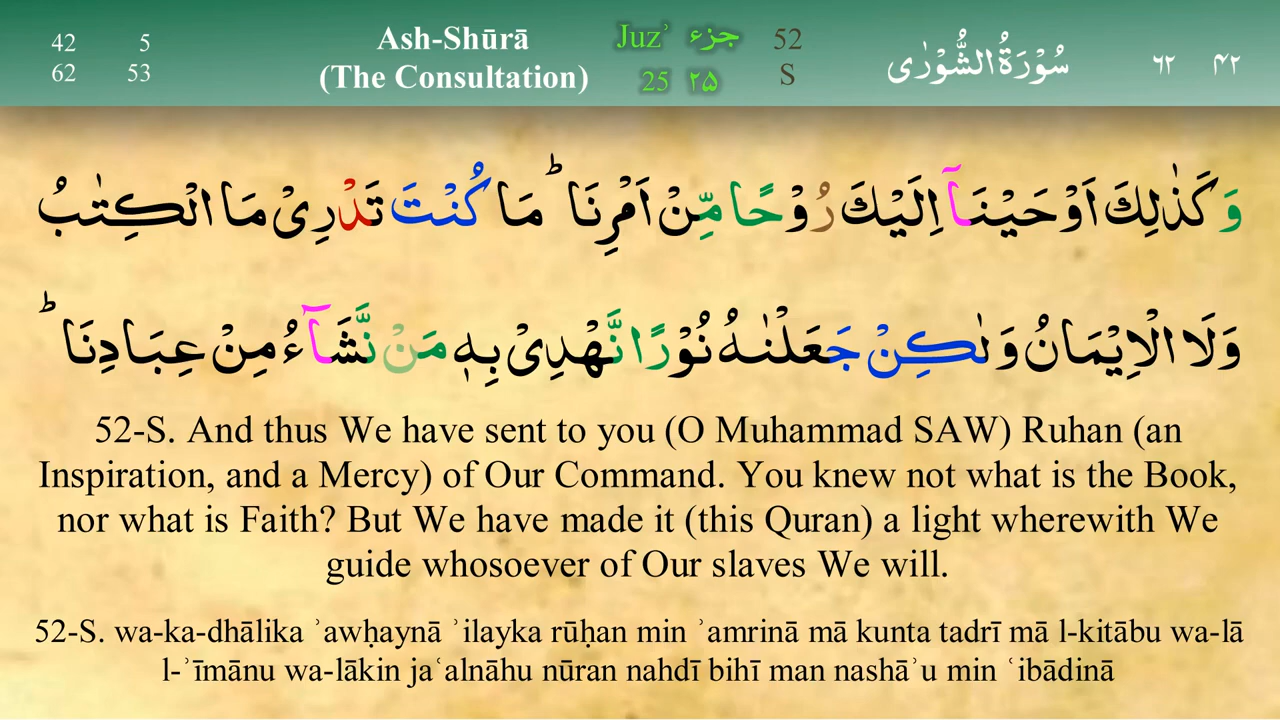 42 5 Ash-Shūrā Juzʾ جزء 52 سُوْرَةُ الشُّوْرٰى ٦٢ ۴۲
62 53 (The Consultation) 25 ۲۵ S
وَكَذٰلِكَ اَوْحَيْنَاۤ اِلَيْكَ رُوْحًا مِّنْ اَمْرِنَا ؕ مَا كُنْتَ تَدْرِىْ مَا الْكِتٰبُ
وَلَا الْاِيْمَانُ وَلٰكِنْ جَعَلْنٰهُ نُوْرًا نَّهْدِىْ بِهٖ مَنْ نَّشَآءُ مِنْ عِبَادِنَا ؕ
52-S. And thus We have sent to you (O Muhammad SAW) Ruhan (an
Inspiration, and a Mercy) of Our Command. You knew not what is the Book,
nor what is Faith? But We have made it (this Quran) a light wherewith We
guide whosoever of Our slaves We will.
52-S. wa-ka-dhālika ʾawḥaynā ʾilayka rūḥan min ʾamrinā mā kunta tadrī mā l-kitābu wa-lā
l-ʾīmānu wa-lākin jaʿalnāhu nūran nahdī bihī man nashāʾu min ʿibādinā